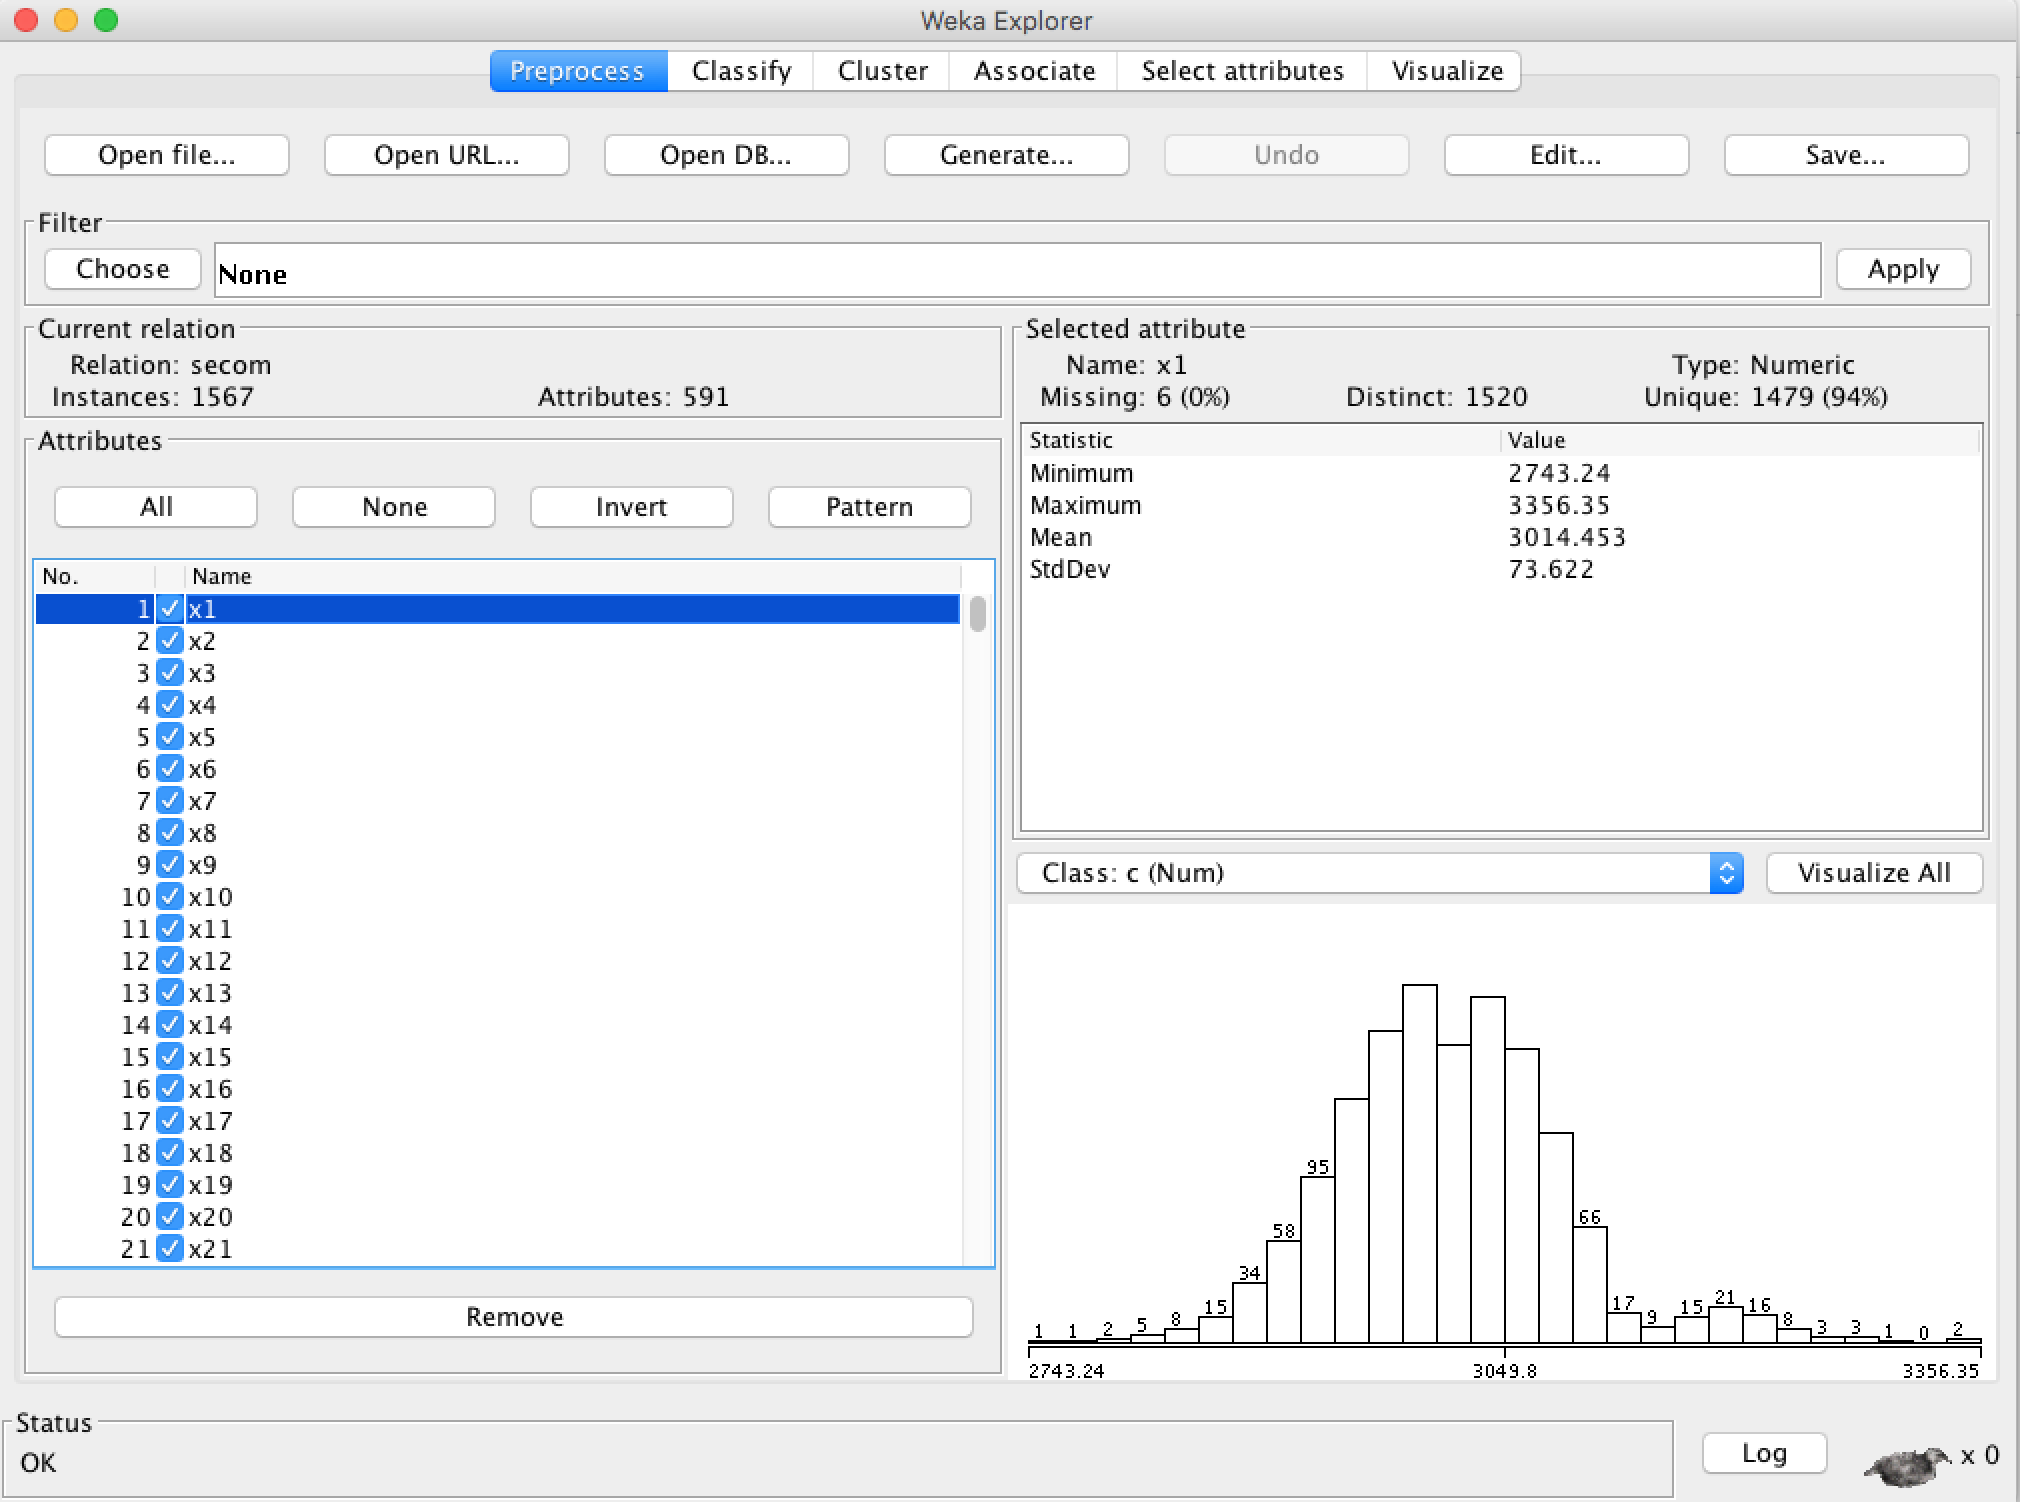 Weka Explorer
Preprocess Classify Cluster Associate Select attributes Visualize
Open file... Open URL... Open DB... Generate... Undo Edit... Save...
Filter
Choose None Apply
Current relation
Relation: secom
Instances: 1567 Attributes: 591
Attributes
All None Invert Pattern
No. Name
1 x1
2 x2
3 x3
4 x4
5 x5
6 x6
7 x7
8 x8
9 x9
10 x10
11 x11
12 x12
13 x13
14 x14
15 x15
16 x16
17 x17
18 x18
19 x19
20 x20
21 x21
Remove
Selected attribute
Name: x1 Type: Numeric
Missing: 6 (0%) Distinct: 1520 Unique: 1479 (94%)
Statistic Value
Minimum 2743.24
Maximum 3356.35
Mean 3014.453
StdDev 73.622
Class: c (Num) Visualize All
1 1 2 5 8 15 34 58 95 66 17 9 15 21 16 8 3 3 1 0 2
2743.24 3049.8 3356.35
Status
OK
Log x 0